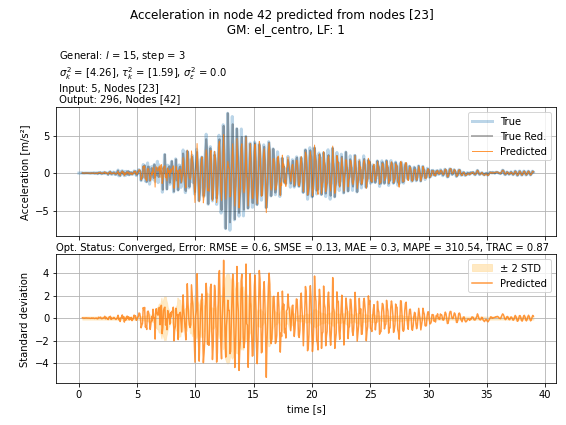 Acceleration in node 42 predicted from nodes [23]
GM: el_centro, LF: 1
General: l = 15, step = 3
σ²ₖ = [4.26], τ²ₖ = [1.59], σ²ε = 0.0
Input: 5, Nodes [23]
Output: 296, Nodes [42]
True
True Red.
Predicted
Acceleration [m/s²]
5
0
−5
Opt. Status: Converged, Error: RMSE = 0.6, SMSE = 0.13, MAE = 0.3, MAPE = 310.54, TRAC = 0.87
± 2 STD
Predicted
Standard deviation
4
2
0
−2
−4
0 5 10 15 20 25 30 35 40
time [s]